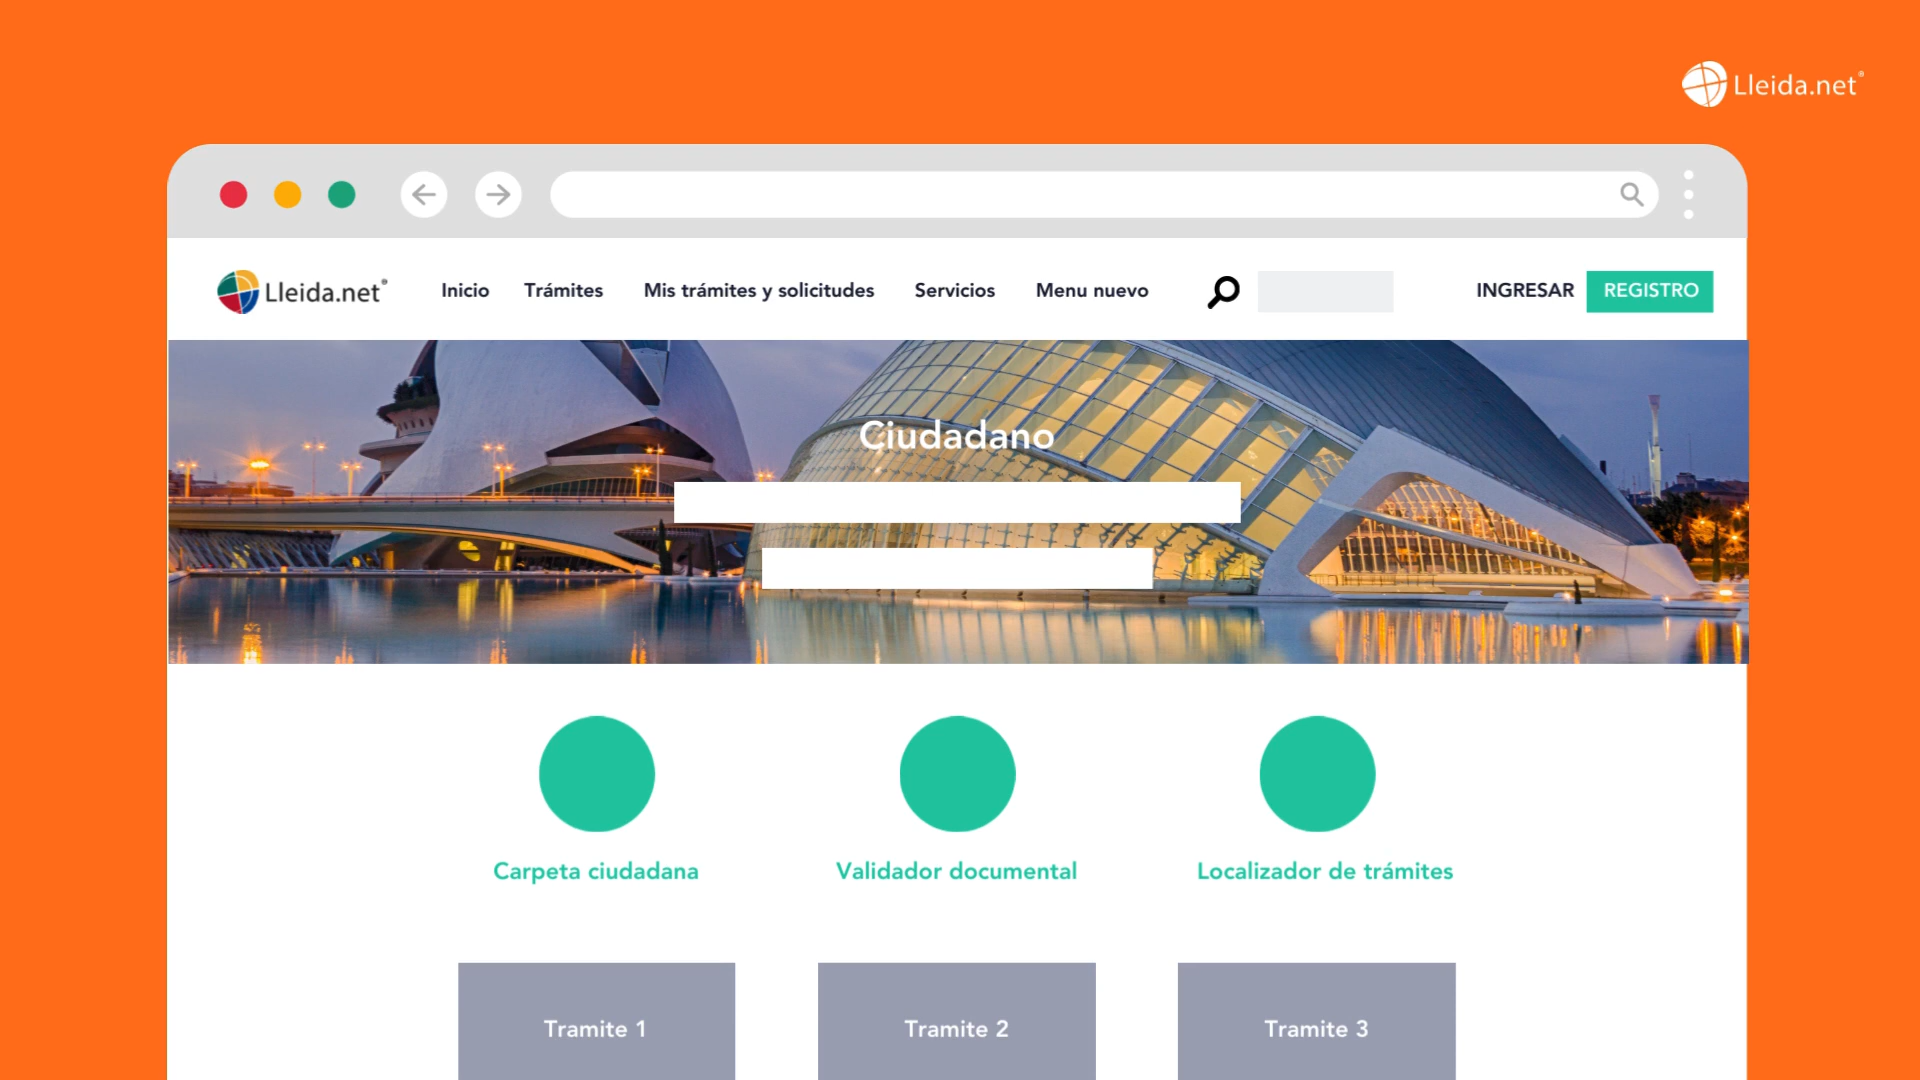 Lleida.net®
Lleida.net®
Inicio
Trámites
Mis trámites y solicitudes
Servicios
Menu nuevo
INGRESAR
REGISTRO
Ciudadano
Carpeta ciudadana
Validador documental
Localizador de trámites
Tramite 1
Tramite 2
Tramite 3